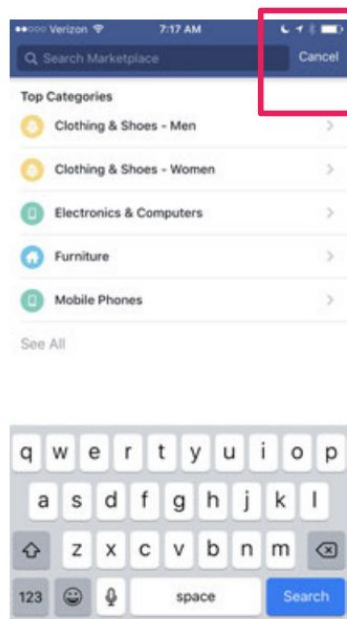 Verizon 7:17 AM
Search Marketplace Cancel
Top Categories
Clothing & Shoes - Men
Clothing & Shoes - Women
Electronics & Computers
Furniture
Mobile Phones
See All
q w e r t y u i o p
a s d f g h j k l
z x c v b n m
123 space Search